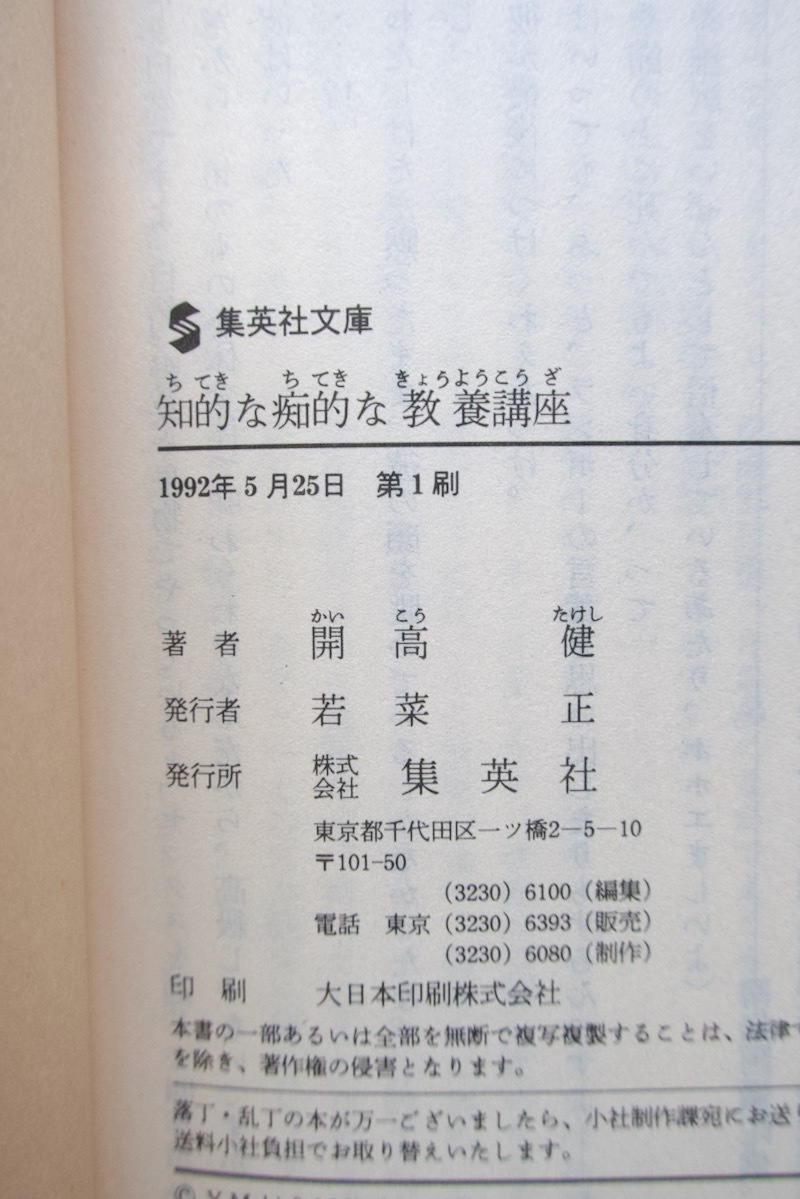 集英社文庫
ちてき ちてき きょうようこうざ
知的な痴的な教養講座
1992年5月25日 第1刷
かい こう たけし
著者 開高健
発行者 若菜正
発行所 株式会社 集英社
東京都千代田区一ツ橋2-5-10
〒101-50
(3230) 6100 (編集)
電話 東京 (3230) 6393 (販売)
(3230) 6080 (制作)
印刷 大日本印刷株式会社
本書の一部あるいは全部を無断で複写複製することは、法律で
を除き、著作権の侵害となります。
落丁・乱丁の本が万一ございましたら、小社制作課宛にお送り
送料小社負担でお取り替えいたします。